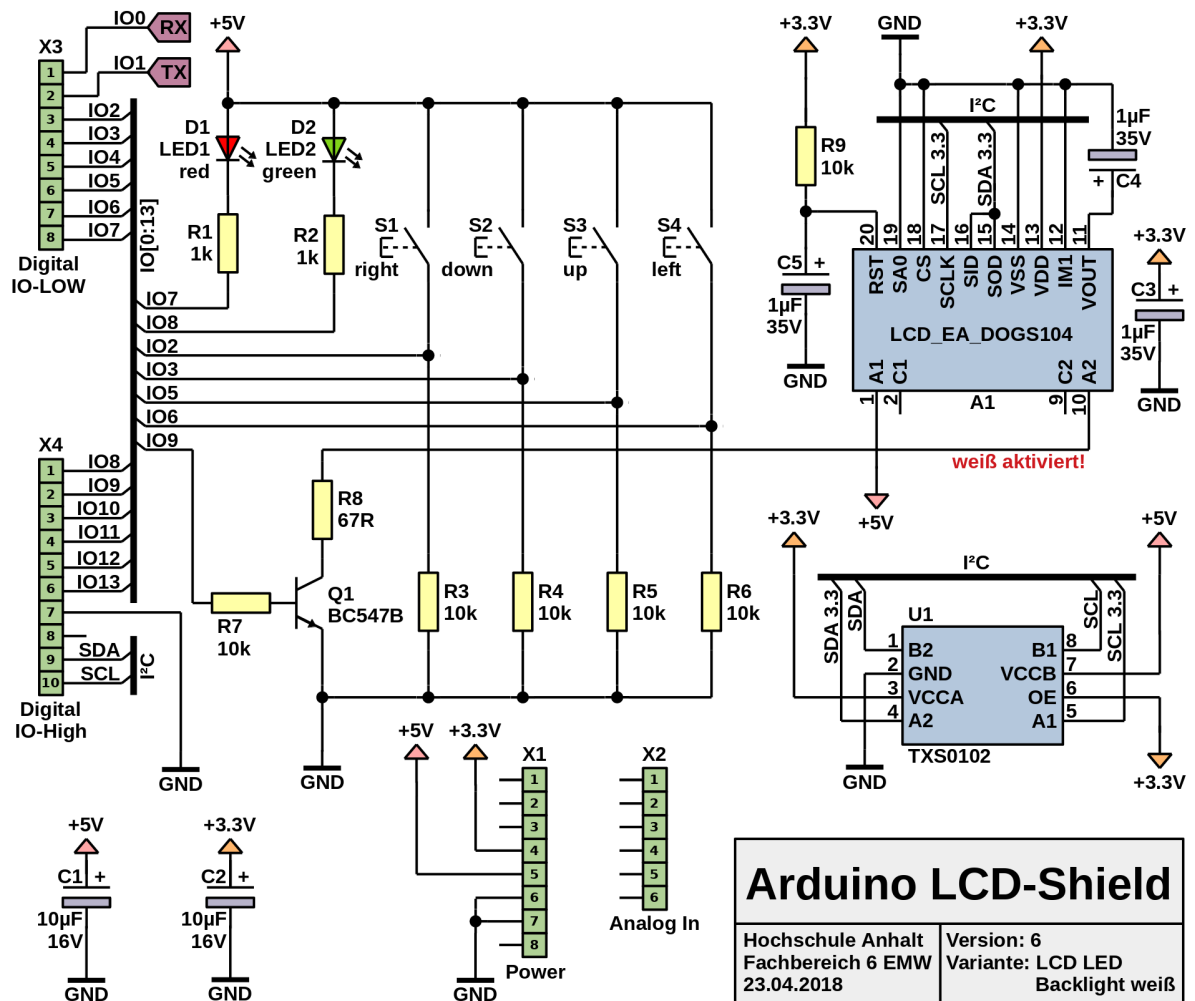 X3
IO0
RX
IO1
TX
1
2
3
4
5
6
7
8
IO2
IO3
IO4
IO5
IO6
IO7
Digital
IO-LOW
IO[0:13]
+5V
D1
LED1
red
D2
LED2
green
R1
1k
R2
1k
S1
right
S2
down
S3
up
S4
left
IO7
IO8
IO2
IO3
IO5
IO6
IO9
X4
1
2
3
4
5
6
7
8
9
10
IO8
IO9
IO10
IO11
IO12
IO13
SDA
SCL
I²C
Digital
IO-High
GND
R7
10k
R8
67R
Q1
BC547B
GND
R3
10k
R4
10k
R5
10k
R6
10k
+3.3V
R9
10k
C5
+
1µF
35V
GND
GND
+3.3V
I²C
SCL 3.3
SDA 3.3
1µF
35V
+
C4
20
19
18
17
16
15
14
13
12
11
RST
SA0
CS
SCLK
SID
SOD
VSS
VDD
IM1
VOUT
LCD_EA_DOGS104
A1
C1
C2
A2
1
2
9
10
A1
+5V
weiß aktiviert!
+3.3V
C3
+
1µF
35V
GND
+3.3V
+5V
I²C
SDA 3.3
SDA
SCL
SCL 3.3
U1
1
2
3
4
B2
GND
VCCA
A2
B1
VCCB
OE
A1
8
7
6
5
TXS0102
GND
+3.3V
+5V
C1
+
10µF
16V
GND
+3.3V
C2
+
10µF
16V
GND
+5V
+3.3V
X1
1
2
3
4
5
6
7
8
Power
GND
X2
1
2
3
4
5
6
Analog In
Arduino LCD-Shield
Hochschule Anhalt
Fachbereich 6 EMW
23.04.2018
Version: 6
Variante: LCD LED
Backlight weiß